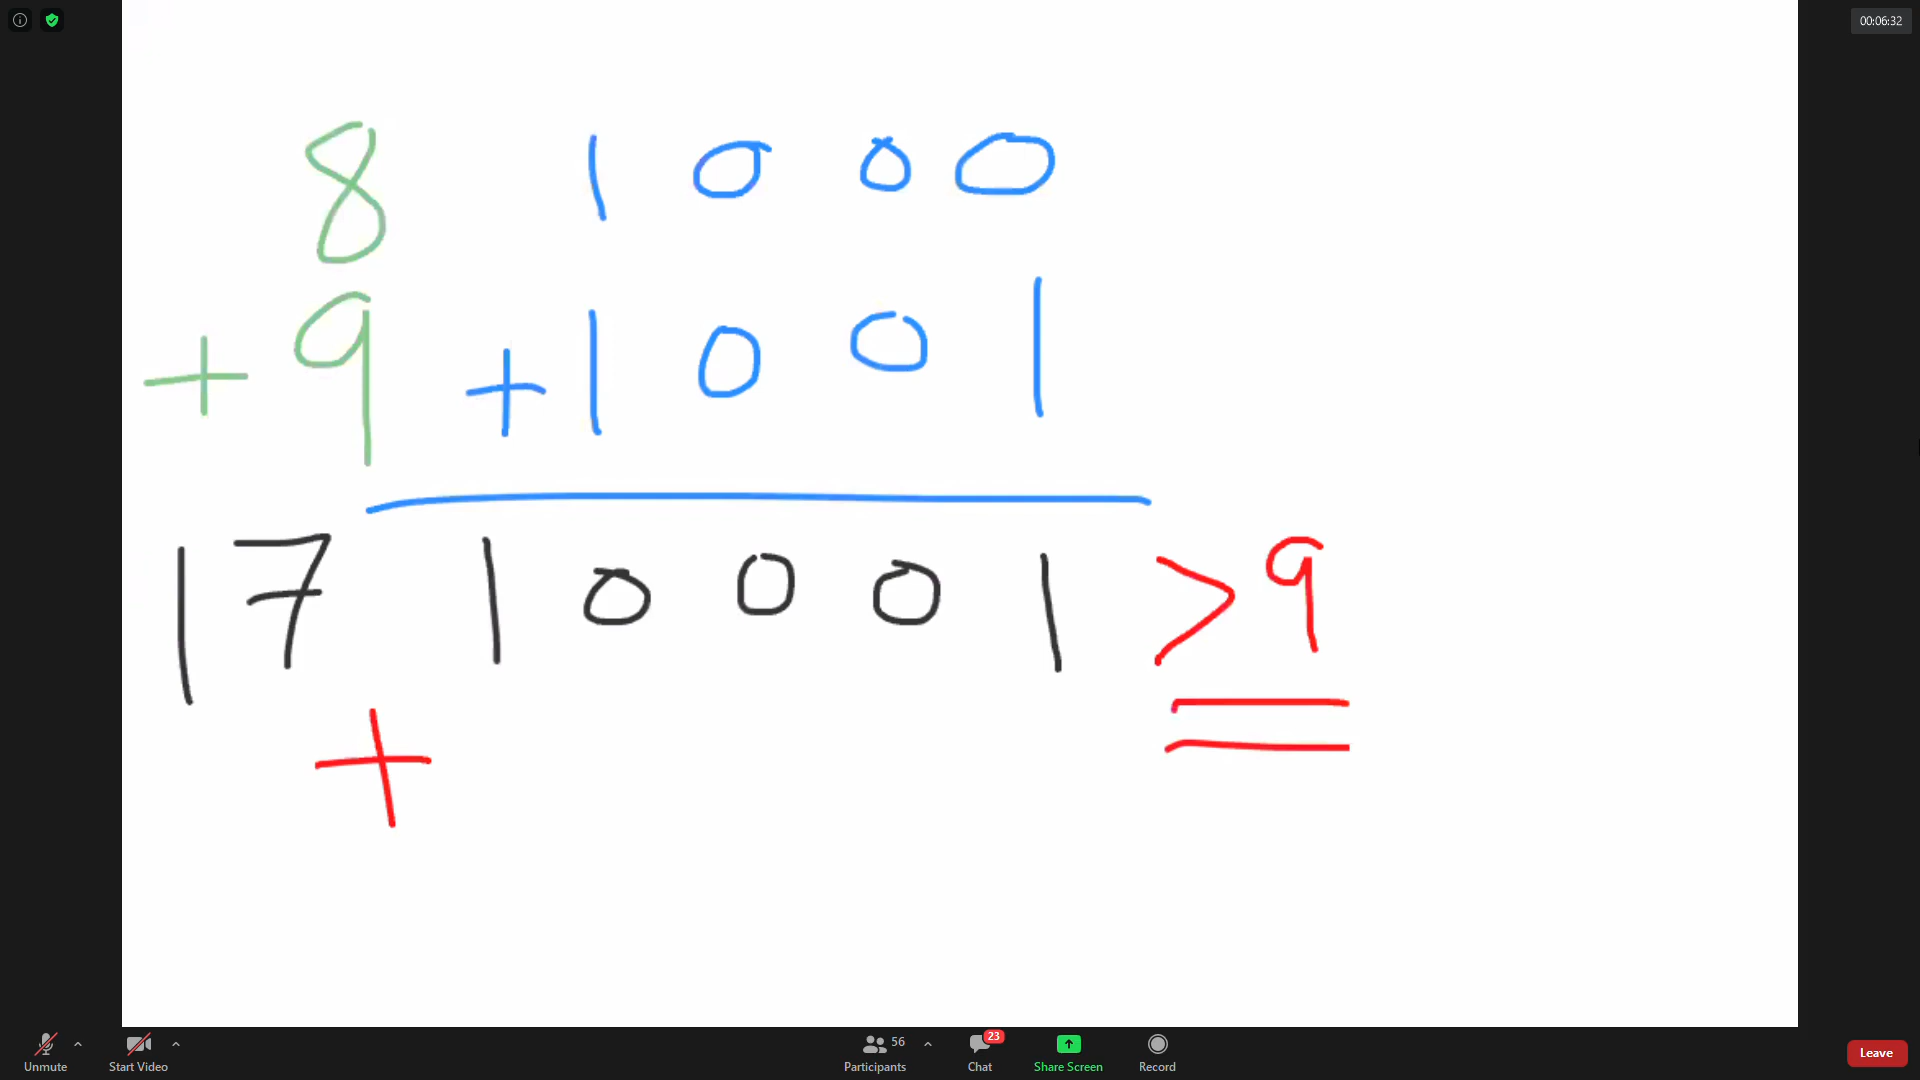 00:06:32
8 1 0 0 0
+ 9 + 1 0 0 1
17 1 0 0 0 1 > 9
+
Unmute Start Video 56 Participants 23 Chat Share Screen Record Leave